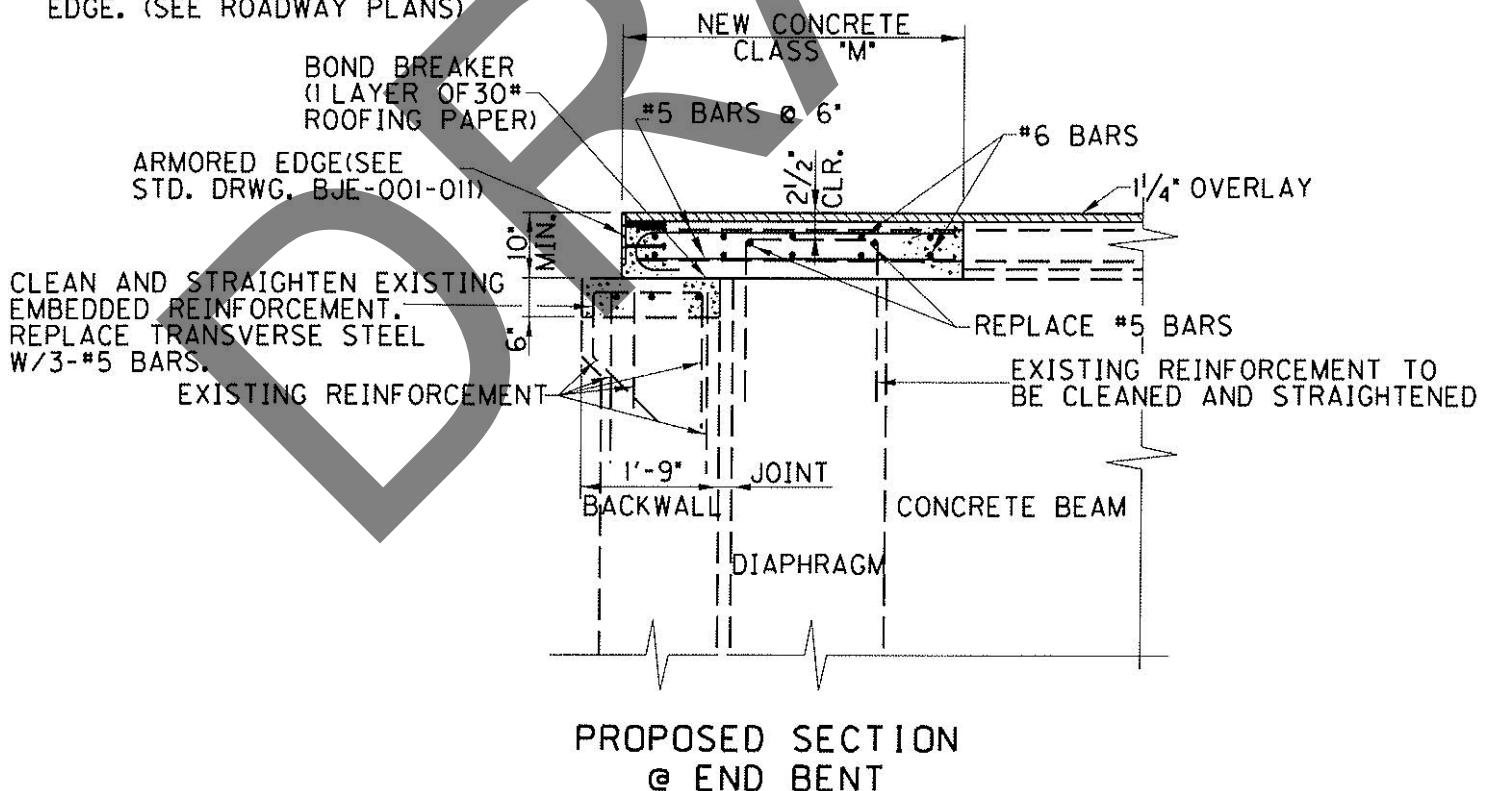 EDGE. (SEE ROADWAY PLANS)
NEW CONCRETE
CLASS "M"
BOND BREAKER
(1 LAYER OF 30#
ROOFING PAPER)
#5 BARS @ 6"
2 1/2"
CLR.
#6 BARS
ARMORED EDGE(SEE
STD. DRWG. BJE-001-011)
1 1/4" OVERLAY
10"
MIN.
CLEAN AND STRAIGHTEN EXISTING
EMBEDDED REINFORCEMENT.
REPLACE TRANSVERSE STEEL
W/3-#5 BARS.
6"
REPLACE #5 BARS
EXISTING REINFORCEMENT
EXISTING REINFORCEMENT TO
BE CLEANED AND STRAIGHTENED
1'-9"
JOINT
BACKWALL
CONCRETE BEAM
DIAPHRAGM
PROPOSED SECTION
@ END BENT